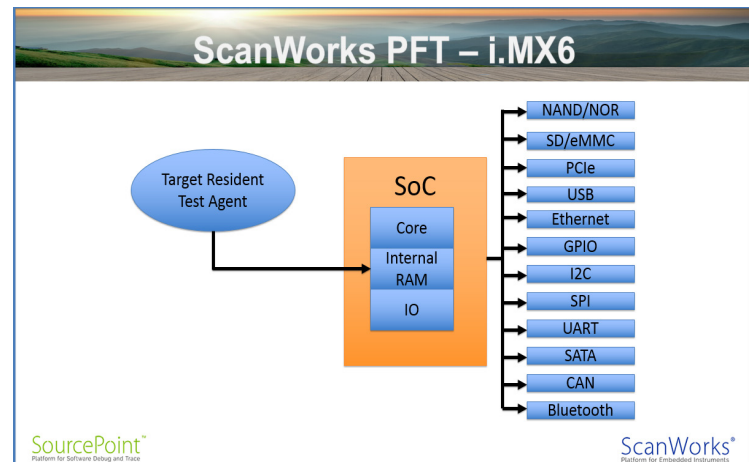 ScanWorks PFT – i.MX6
Target Resident
Test Agent
SoC
Core
Internal
RAM
IO
NAND/NOR
SD/eMMC
PCIe
USB
Ethernet
GPIO
I2C
SPI
UART
SATA
CAN
Bluetooth
SourcePoint™
Platform for Software Debug and Trace
ScanWorks®
Platform for Embedded Instruments